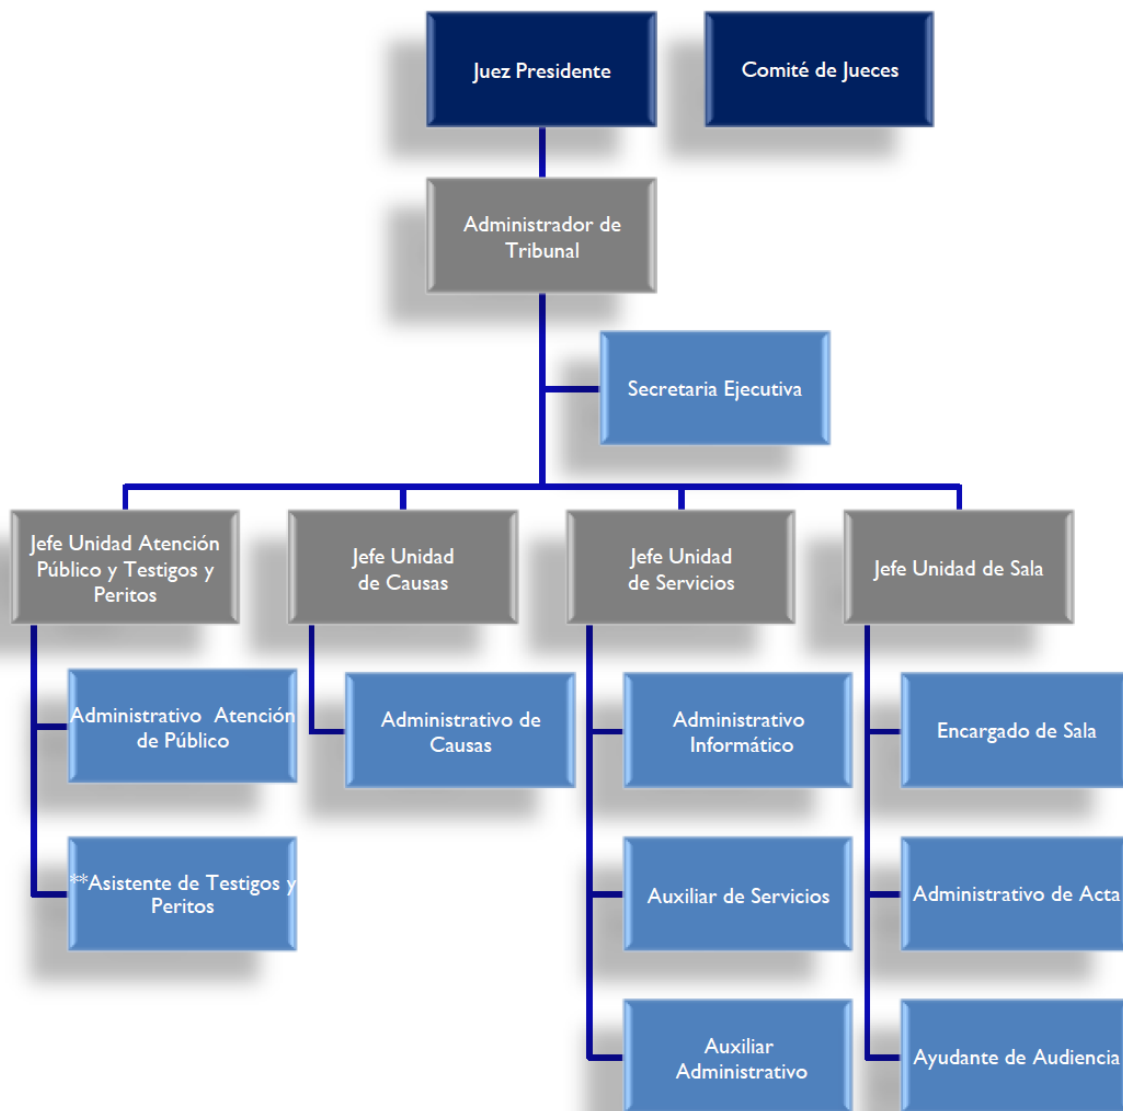 Juez Presidente
Comité de Jueces
Administrador de
Tribunal
Secretaria Ejecutiva
Jefe Unidad Atención
Público y Testigos y
Peritos
Jefe Unidad
de Causas
Jefe Unidad
de Servicios
Jefe Unidad de Sala
Administrativo Atención
de Público
Administrativo de
Causas
Administrativo
Informático
Encargado de Sala
**Asistente de Testigos y
Peritos
Auxiliar de Servicios
Administrativo de Acta
Auxiliar
Administrativo
Ayudante de Audiencia